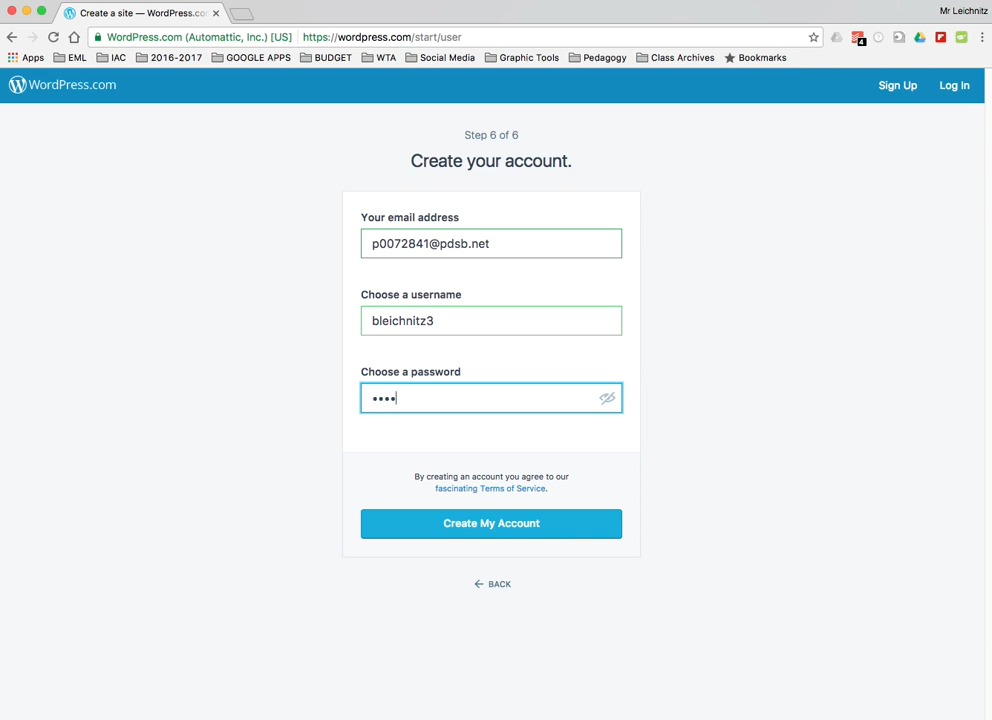 Create a site — WordPress.co
Mr Leichnitz
WordPress.com (Automattic, Inc.) [US] https://wordpress.com/start/user
4
Apps EML IAC 2016-2017 GOOGLE APPS BUDGET WTA Social Media Graphic Tools Pedagogy Class Archives Bookmarks
WordPress.com Sign Up Log In
Step 6 of 6
Create your account.
Your email address
p0072841@pdsb.net
Choose a username
bleichnitz3
Choose a password
••••
By creating an account you agree to our
fascinating Terms of Service.
Create My Account
← BACK